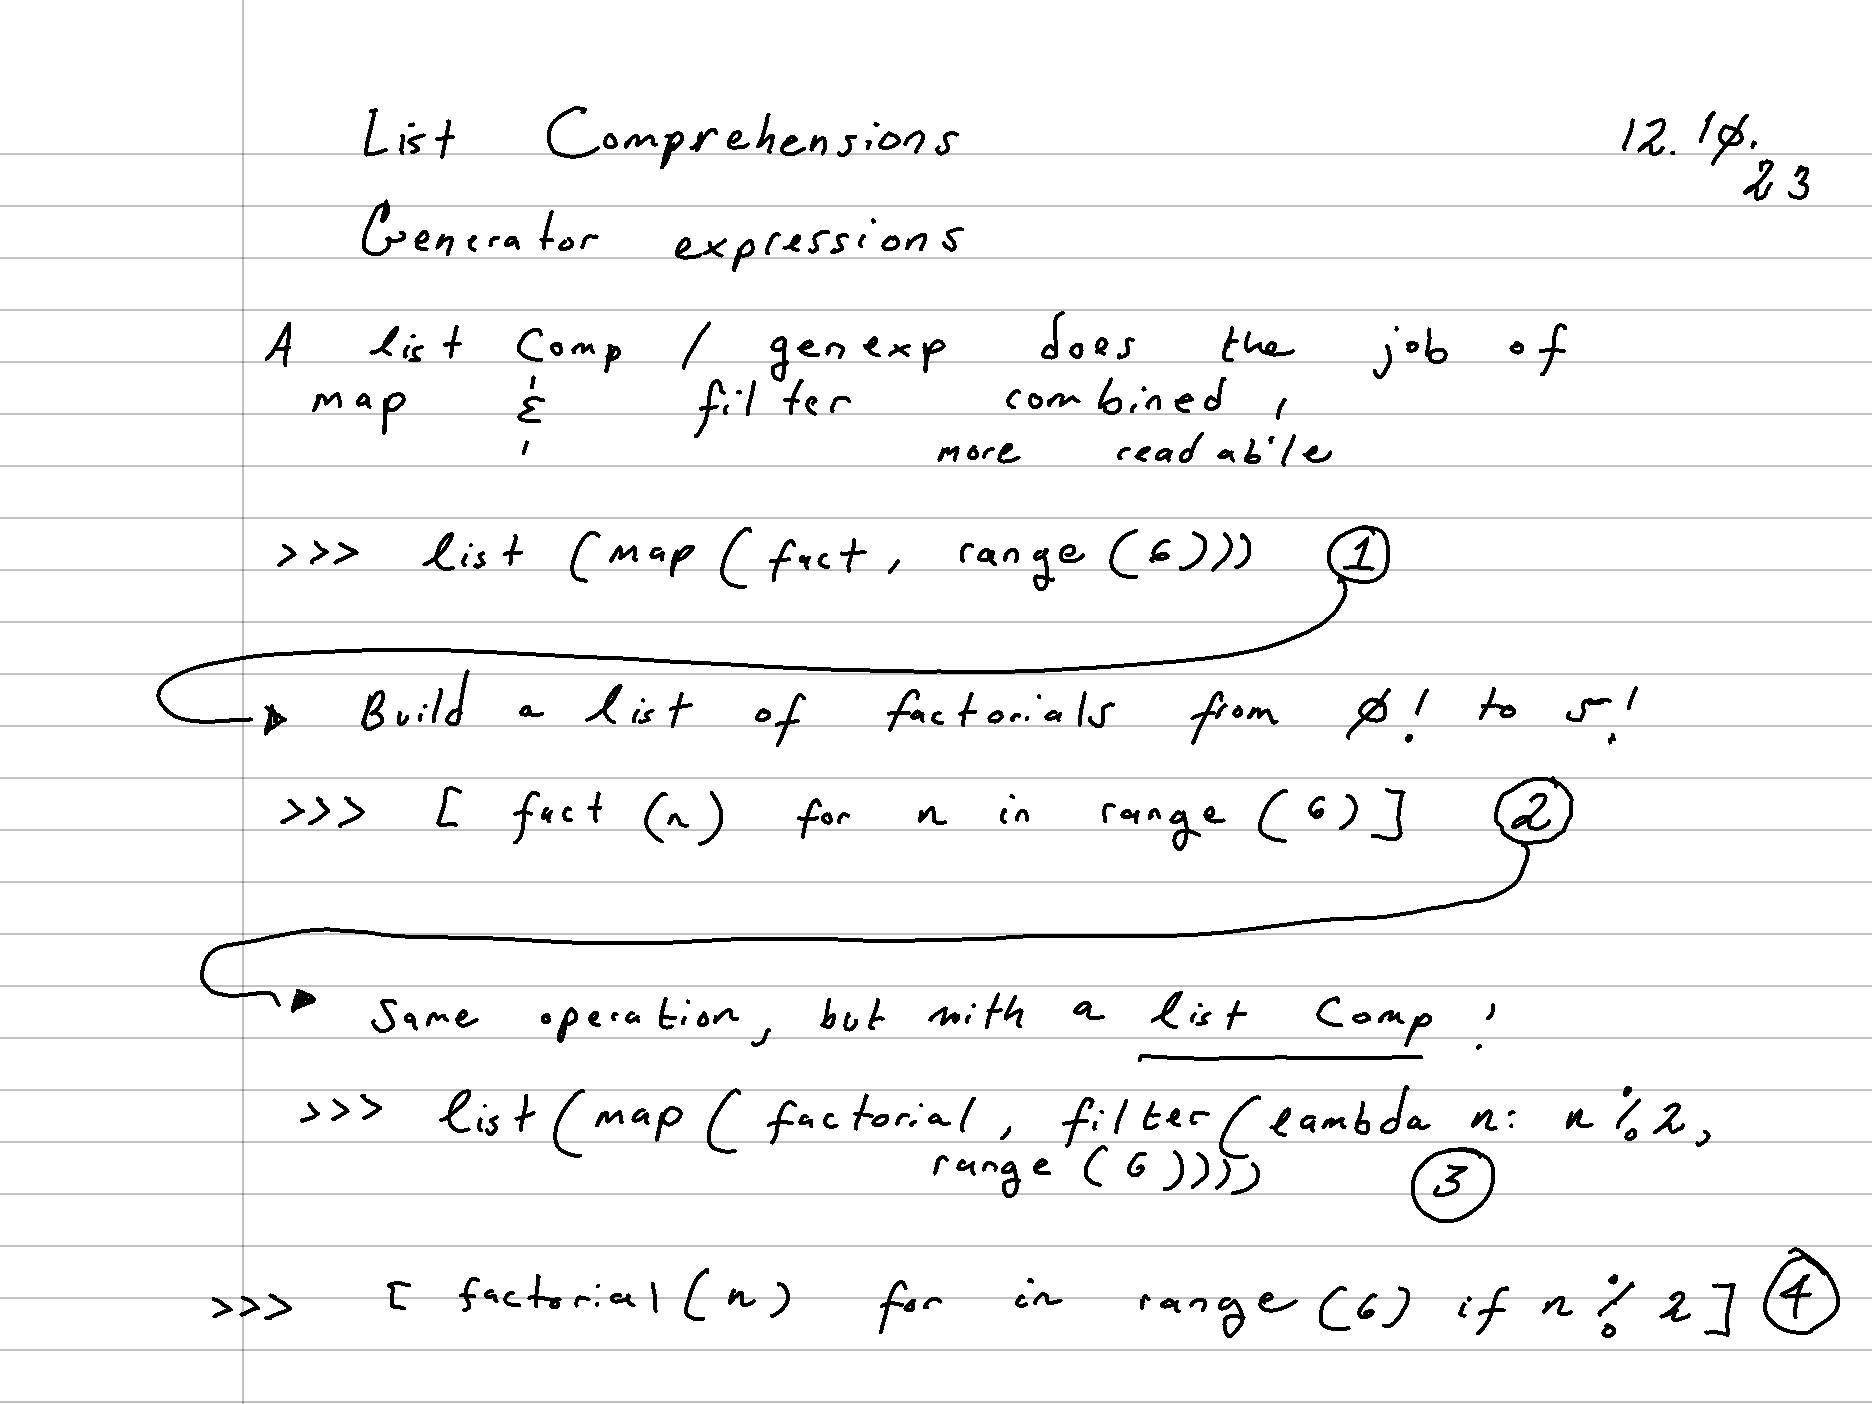 List Comprehensions
12.10.
23
Generator expressions
A list Comp / genexp does the job of
map & filter combined,
more readable
>>> list (map (fact, range (6))) 1
Build a list of factorials from 0! to 5!
>>> [ fact (n) for n in range (6) ] 2
Same operation, but with a list Comp!
>>> list (map (factorial, filter (lambda n: n % 2,
range (6)))) 3
>>> [ factorial (n) for in range (6) if n % 2 ] 4